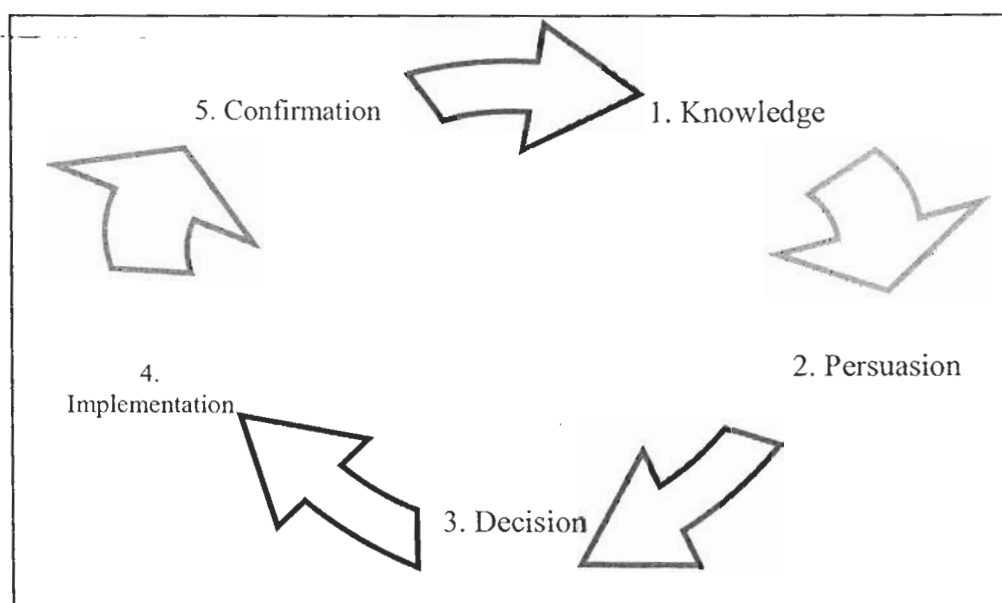 1. Knowledge
2. Persuasion
3. Decision
4.
Implementation
5. Confirmation